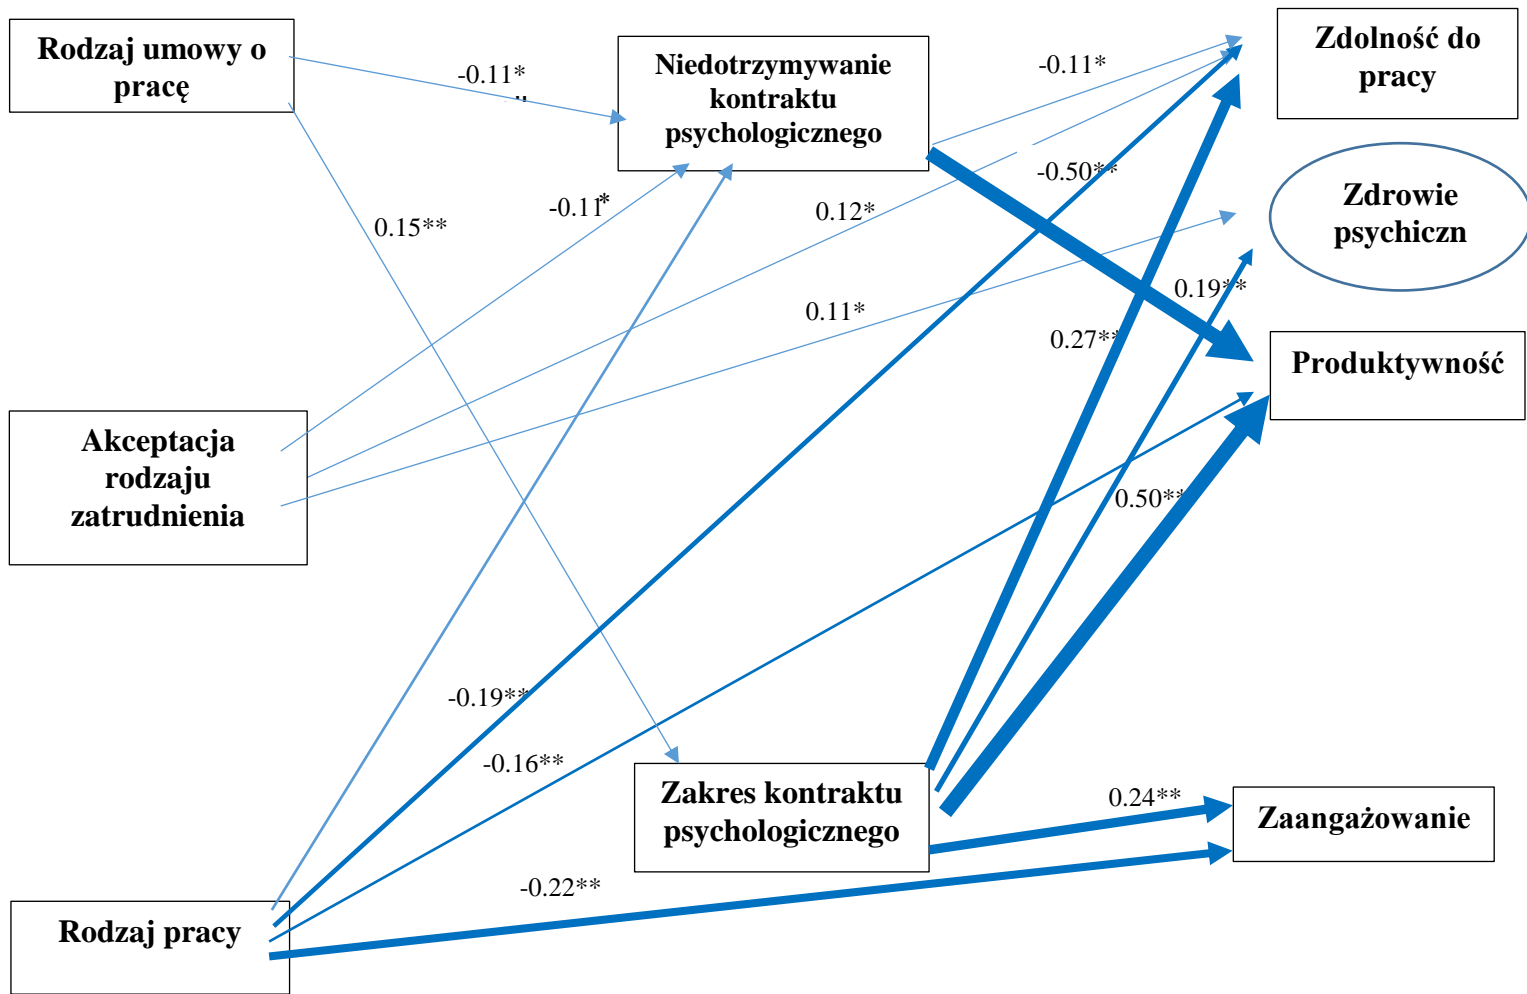 Rodzaj umowy o
pracę
-0.11*
Niedotrzymywanie
kontraktu
psychologicznego
-0.11*
Zdolność do
pracy
0.15**
-0.11*
0.12*
-0.50**
Zdrowie
psychiczn
0.11*
0.19**
0.27**
Produktywność
Akceptacja
rodzaju
zatrudnienia
0.50**
-0.19**
-0.16**
Zakres kontraktu
psychologicznego
0.24**
Zaangażowanie
-0.22**
Rodzaj pracy